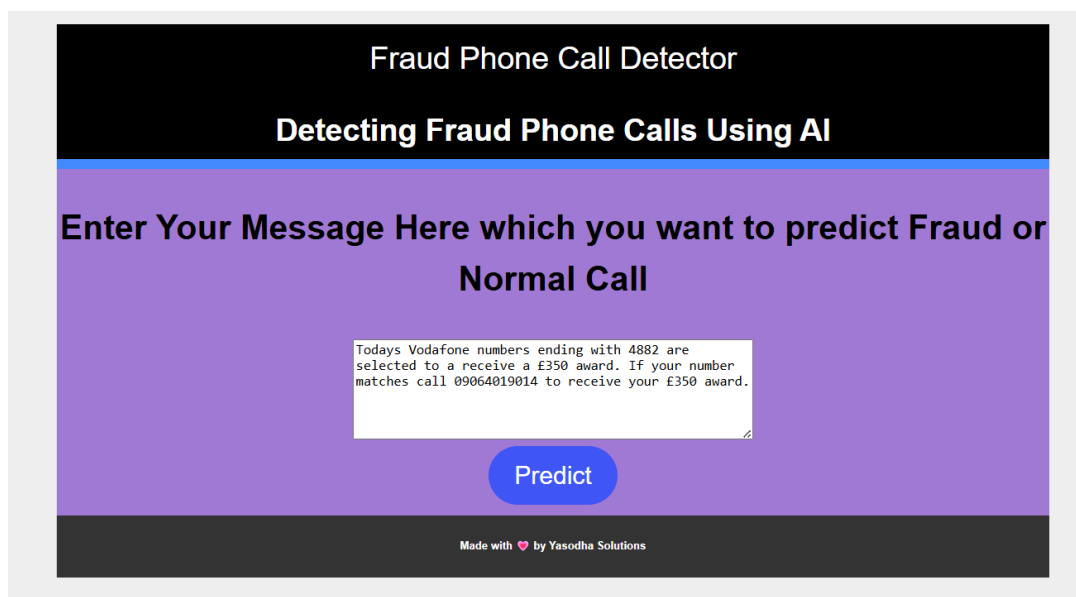 Fraud Phone Call Detector
Detecting Fraud Phone Calls Using AI
Enter Your Message Here which you want to predict Fraud or
Normal Call
Todays Vodafone numbers ending with 4882 are
selected to a receive a £350 award. If your number
matches call 09064019014 to receive your £350 award.
Predict
Made with 💗 by Yasodha Solutions